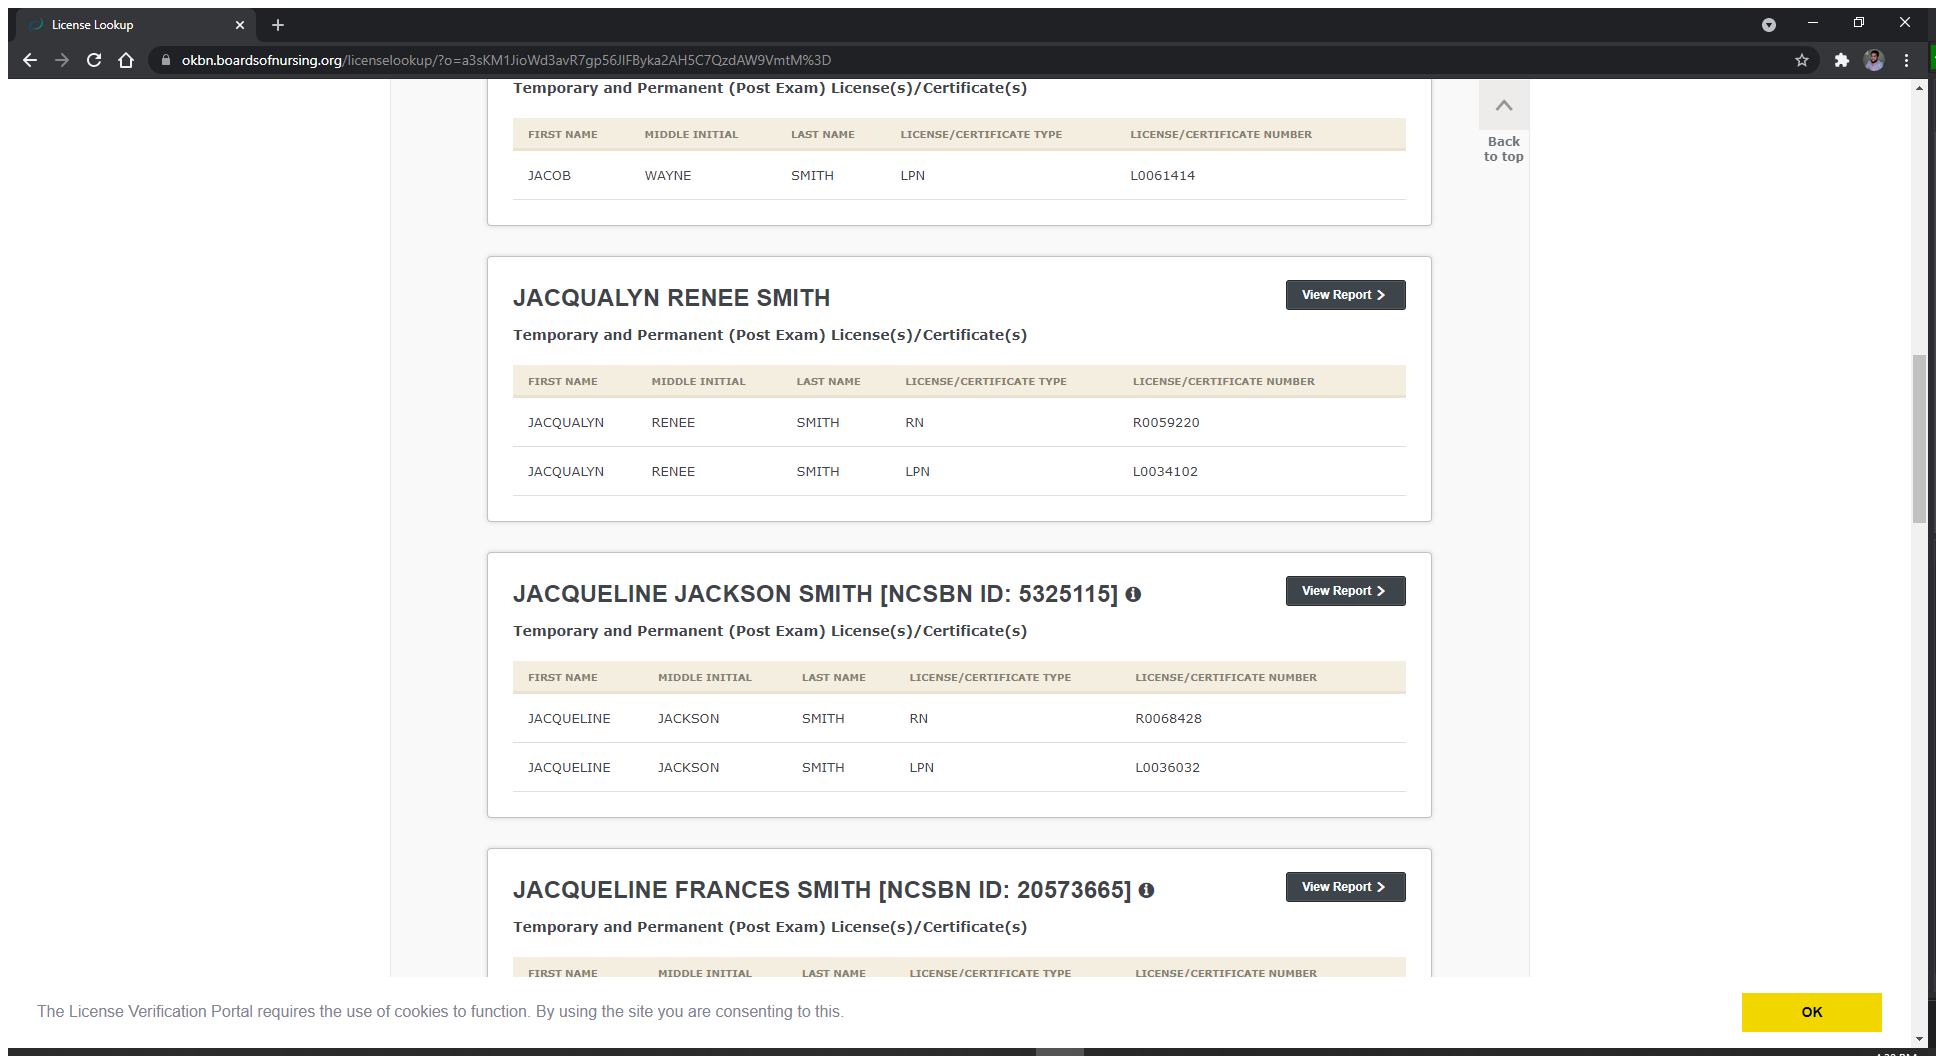 License Lookup
okbn.boardsofnursing.org/licenselookup/?o=a3sKM1JioWd3avR7gp56JlFByka2AH5C7QzdAW9VmtM%3D
Temporary and Permanent (Post Exam) License(s)/Certificate(s)
FIRST NAME MIDDLE INITIAL LAST NAME LICENSE/CERTIFICATE TYPE LICENSE/CERTIFICATE NUMBER
JACOB WAYNE SMITH LPN L0061414
Back
to top
JACQUALYN RENEE SMITH View Report
Temporary and Permanent (Post Exam) License(s)/Certificate(s)
FIRST NAME MIDDLE INITIAL LAST NAME LICENSE/CERTIFICATE TYPE LICENSE/CERTIFICATE NUMBER
JACQUALYN RENEE SMITH RN R0059220
JACQUALYN RENEE SMITH LPN L0034102
JACQUELINE JACKSON SMITH [NCSBN ID: 5325115] View Report
Temporary and Permanent (Post Exam) License(s)/Certificate(s)
FIRST NAME MIDDLE INITIAL LAST NAME LICENSE/CERTIFICATE TYPE LICENSE/CERTIFICATE NUMBER
JACQUELINE JACKSON SMITH RN R0068428
JACQUELINE JACKSON SMITH LPN L0036032
JACQUELINE FRANCES SMITH [NCSBN ID: 20573665] View Report
Temporary and Permanent (Post Exam) License(s)/Certificate(s)
FIRST NAME MIDDLE INITIAL LAST NAME LICENSE/CERTIFICATE TYPE LICENSE/CERTIFICATE NUMBER
The License Verification Portal requires the use of cookies to function. By using the site you are consenting to this. OK